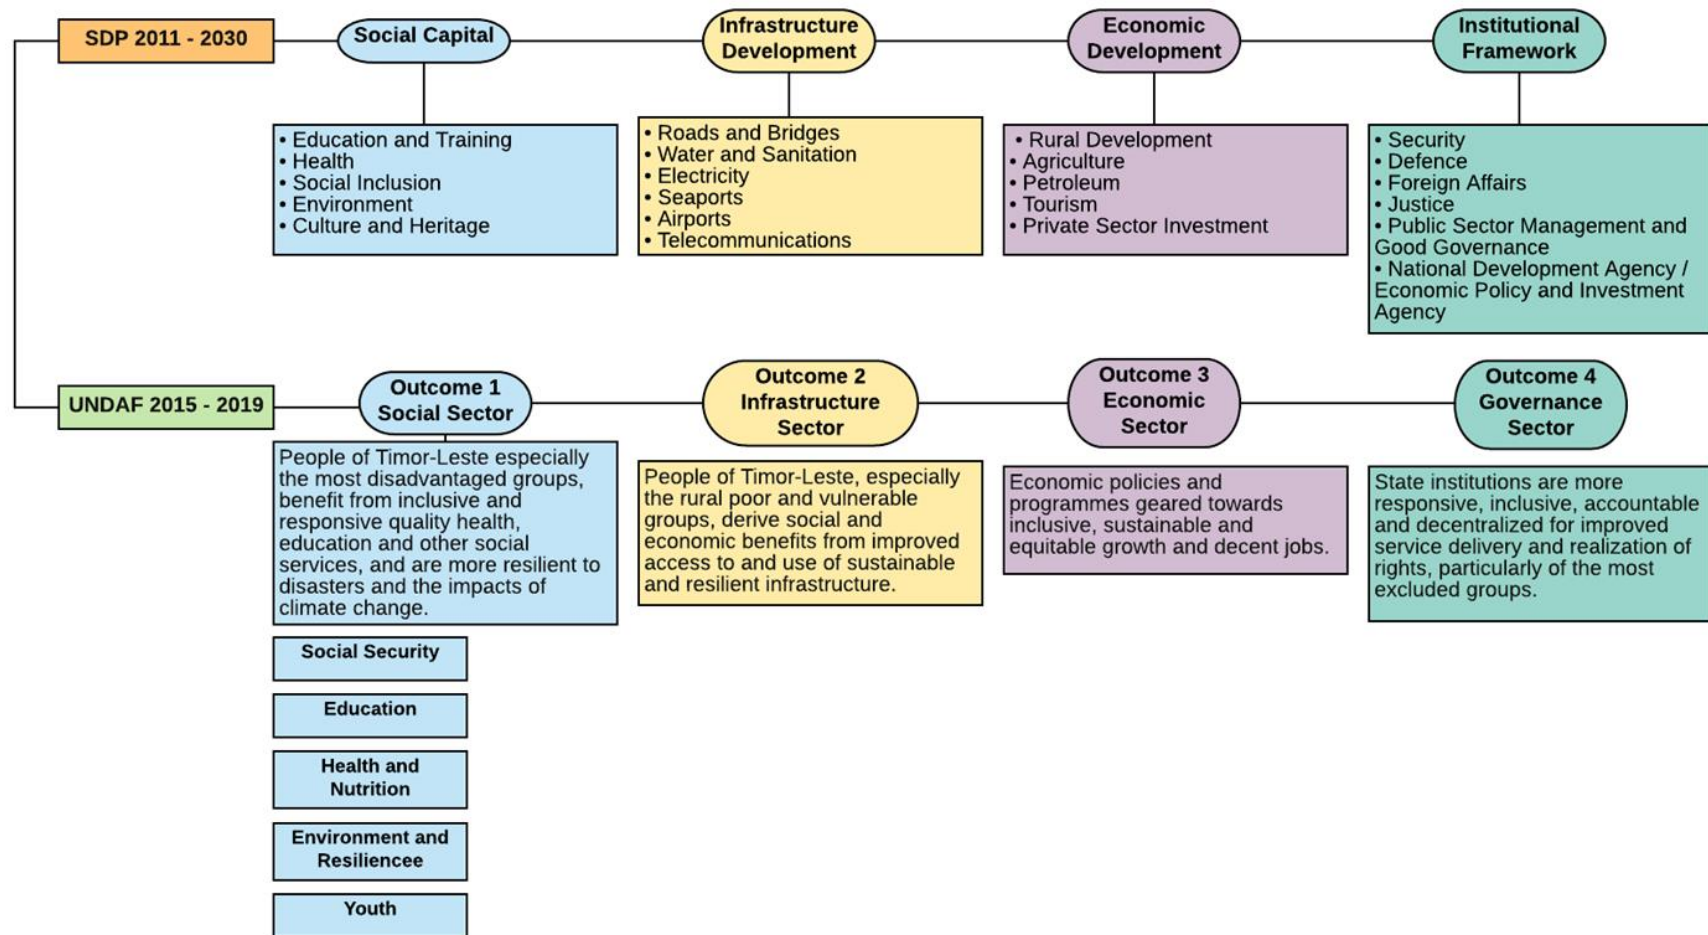 SDP 2011 - 2030
Social Capital
Infrastructure
Development
Economic
Development
Institutional
Framework
• Education and Training
• Health
• Social Inclusion
• Environment
• Culture and Heritage
• Roads and Bridges
• Water and Sanitation
• Electricity
• Seaports
• Airports
• Telecommunications
• Rural Development
• Agriculture
• Petroleum
• Tourism
• Private Sector Investment
• Security
• Defence
• Foreign Affairs
• Justice
• Public Sector Management and
Good Governance
• National Development Agency /
Economic Policy and Investment
Agency
UNDAF 2015 - 2019
Outcome 1
Social Sector
Outcome 2
Infrastructure
Sector
Outcome 3
Economic
Sector
Outcome 4
Governance
Sector
People of Timor-Leste especially
the most disadvantaged groups,
benefit from inclusive and
responsive quality health,
education and other social
services, and are more resilient to
disasters and the impacts of
climate change.
People of Timor-Leste, especially
the rural poor and vulnerable
groups, derive social and
economic benefits from improved
access to and use of sustainable
and resilient infrastructure.
Economic policies and
programmes geared towards
inclusive, sustainable and
equitable growth and decent jobs.
State institutions are more
responsive, inclusive, accountable
and decentralized for improved
service delivery and realization of
rights, particularly of the most
excluded groups.
Social Security
Education
Health and
Nutrition
Environment and
Resiliencee
Youth